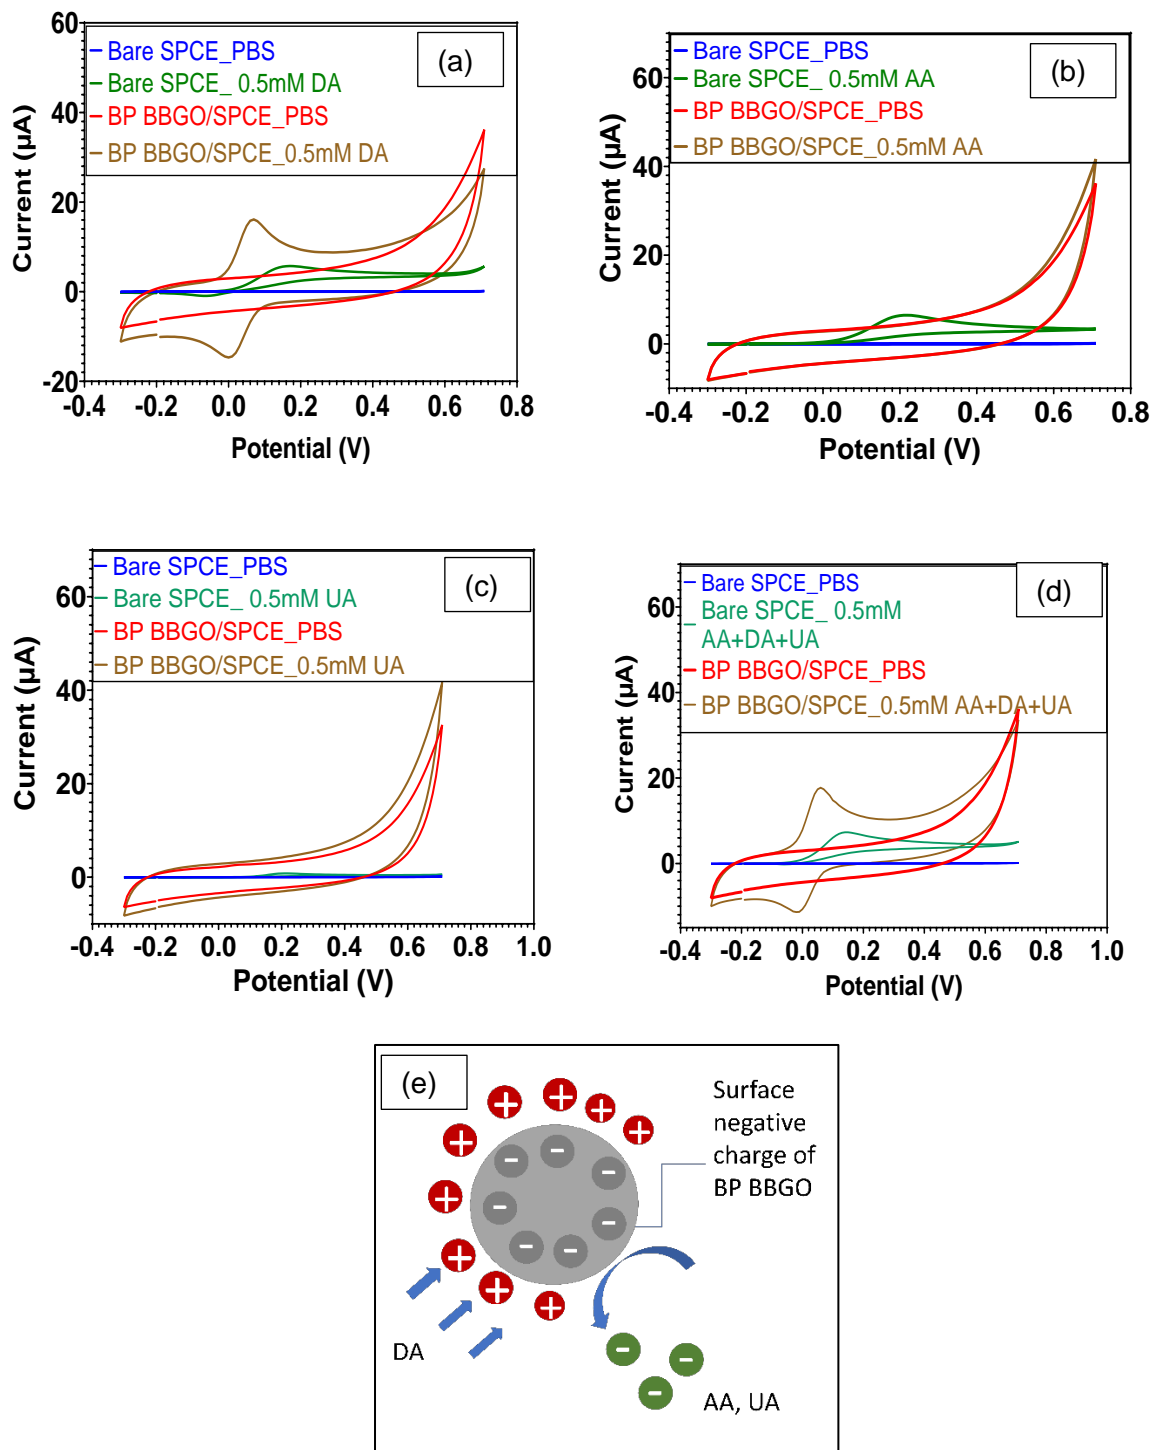 (a)
Bare SPCE_PBS
Bare SPCE_ 0.5mM DA
BP BBGO/SPCE_PBS
BP BBGO/SPCE_0.5mM DA
60
40
20
0
-20
Current (µA)
-0.4 -0.2 0.0 0.2 0.4 0.6 0.8
Potential (V)
(b)
Bare SPCE_PBS
Bare SPCE_ 0.5mM AA
BP BBGO/SPCE_PBS
BP BBGO/SPCE_0.5mM AA
60
40
20
0
Current (µA)
-0.4 -0.2 0.0 0.2 0.4 0.6 0.8
Potential (V)
(c)
Bare SPCE_PBS
Bare SPCE_ 0.5mM UA
BP BBGO/SPCE_PBS
BP BBGO/SPCE_0.5mM UA
60
40
20
0
Current (µA)
-0.4 -0.2 0.0 0.2 0.4 0.6 0.8 1.0
Potential (V)
(d)
Bare SPCE_PBS
Bare SPCE_ 0.5mM
AA+DA+UA
BP BBGO/SPCE_PBS
BP BBGO/SPCE_0.5mM AA+DA+UA
60
40
20
0
Current (µA)
-0.4 -0.2 0.0 0.2 0.4 0.6 0.8 1.0
Potential (V)
(e)
Surface
negative
charge of
BP BBGO
DA
AA, UA